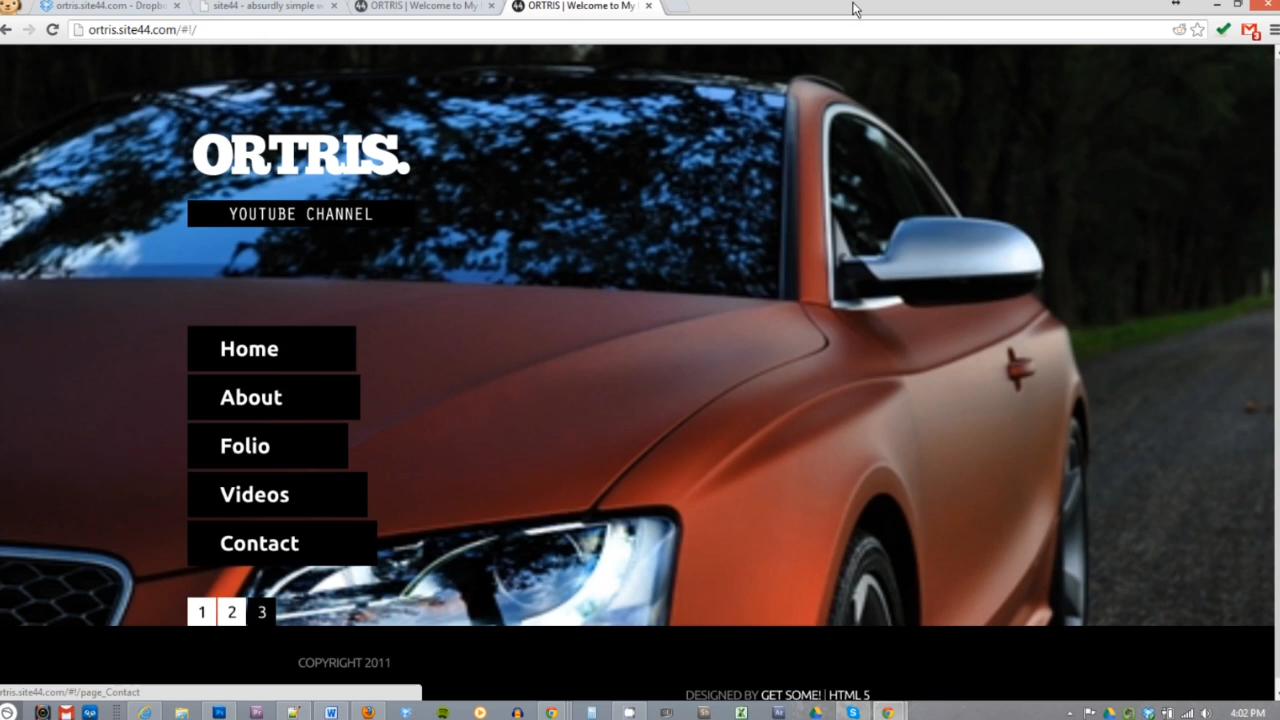 ortris.site44.com - Dropb
site44 - absurdly simple w
ORTRIS | Welcome to My
ORTRIS | Welcome to My
ortris.site44.com/#!/
ORTRIS.
YOUTUBE CHANNEL
Home
About
Folio
Videos
Contact
1 2 3
COPYRIGHT 2011
rtris.site44.com/#!/page_Contact
DESIGNED BY GET SOME! | HTML 5
4:02 PM